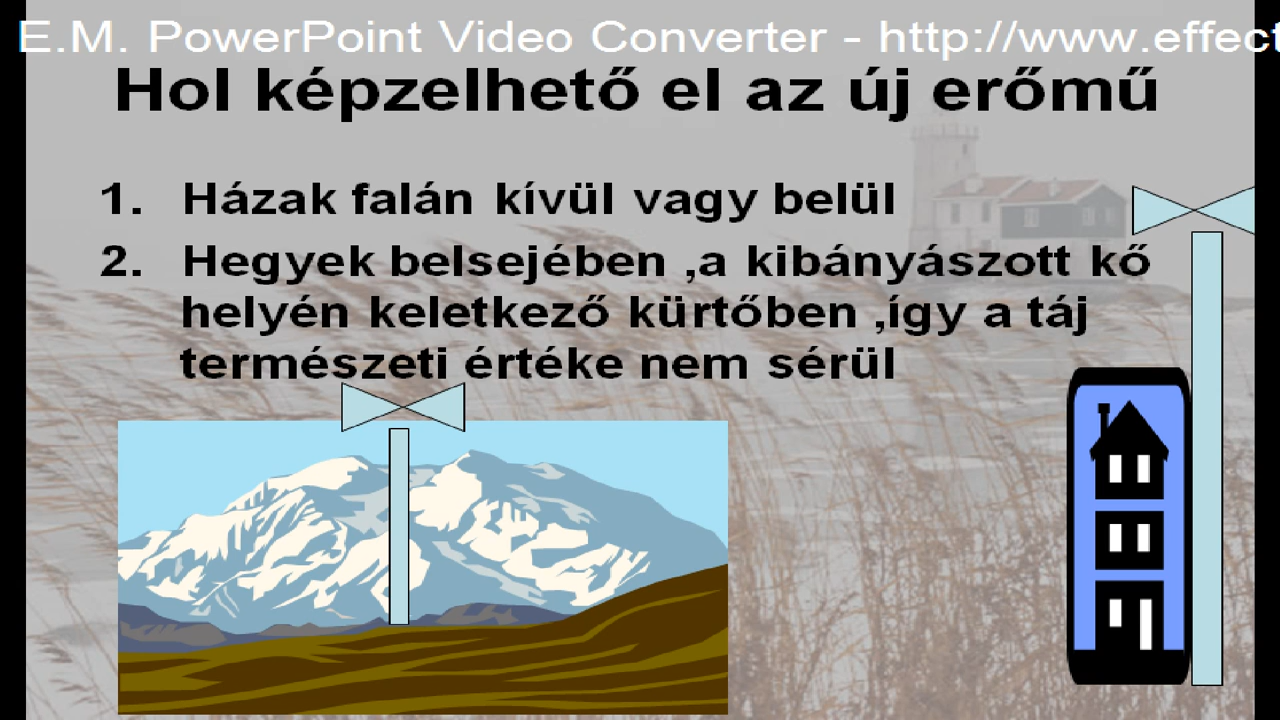 E.M. PowerPoint Video Converter - http://www.effect
Hol képzelhető el az új erőmű
1. Házak falán kívül vagy belül
2. Hegyek belsejében ,a kibányászott kő
helyén keletkező kürtőben ,így a táj
természeti értéke nem sérül